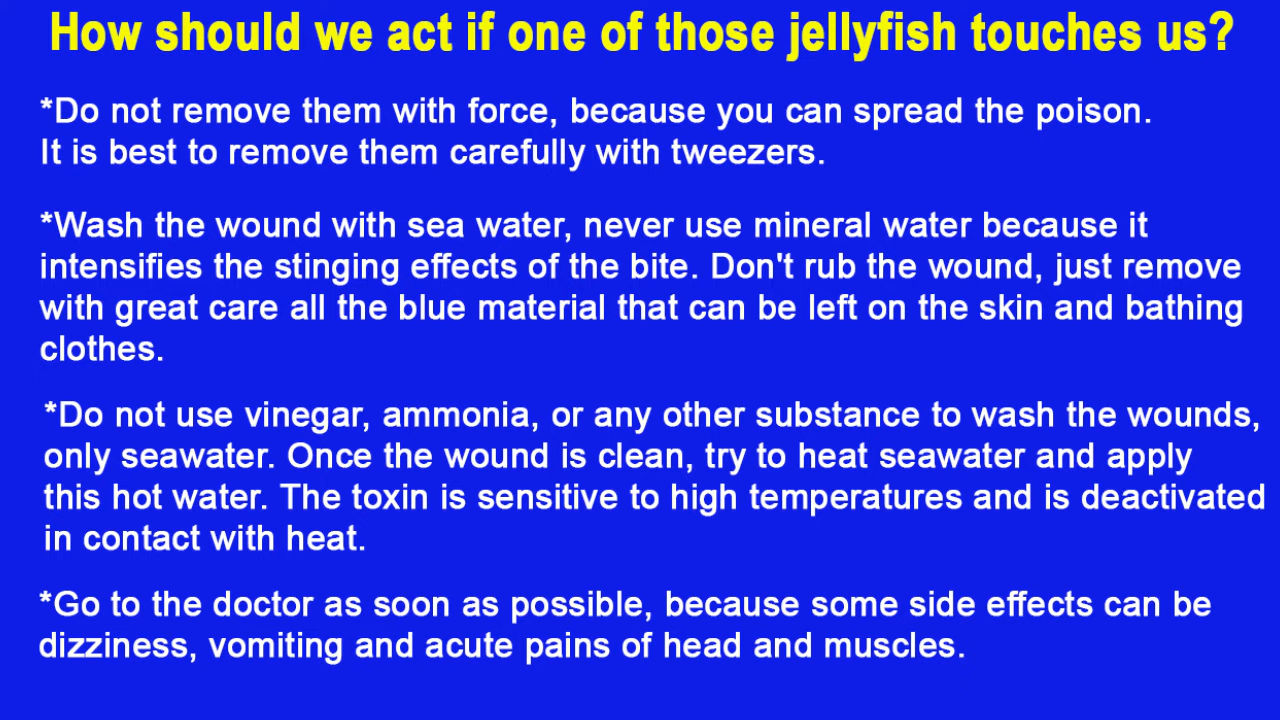 How should we act if one of those jellyfish touches us?
*Do not remove them with force, because you can spread the poison.
It is best to remove them carefully with tweezers.
*Wash the wound with sea water, never use mineral water because it
intensifies the stinging effects of the bite. Don't rub the wound, just remove
with great care all the blue material that can be left on the skin and bathing
clothes.
*Do not use vinegar, ammonia, or any other substance to wash the wounds,
only seawater. Once the wound is clean, try to heat seawater and apply
this hot water. The toxin is sensitive to high temperatures and is deactivated
in contact with heat.
*Go to the doctor as soon as possible, because some side effects can be
dizziness, vomiting and acute pains of head and muscles.